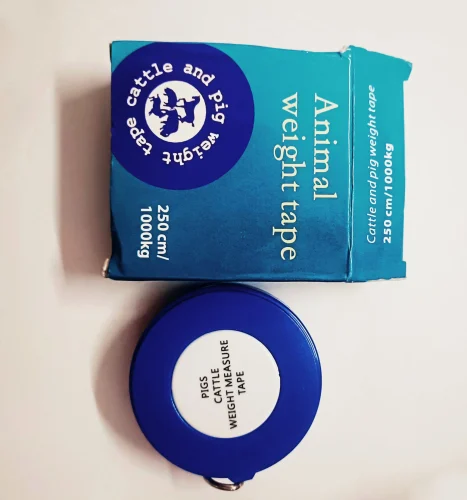 cattle and pig weight tape
Animal
weight tape
250 cm/
1000kg
Cattle and pig weight tape
250 cm/1000kg
PIGS
CATTLE
WEIGHT MEASURE
TAPE